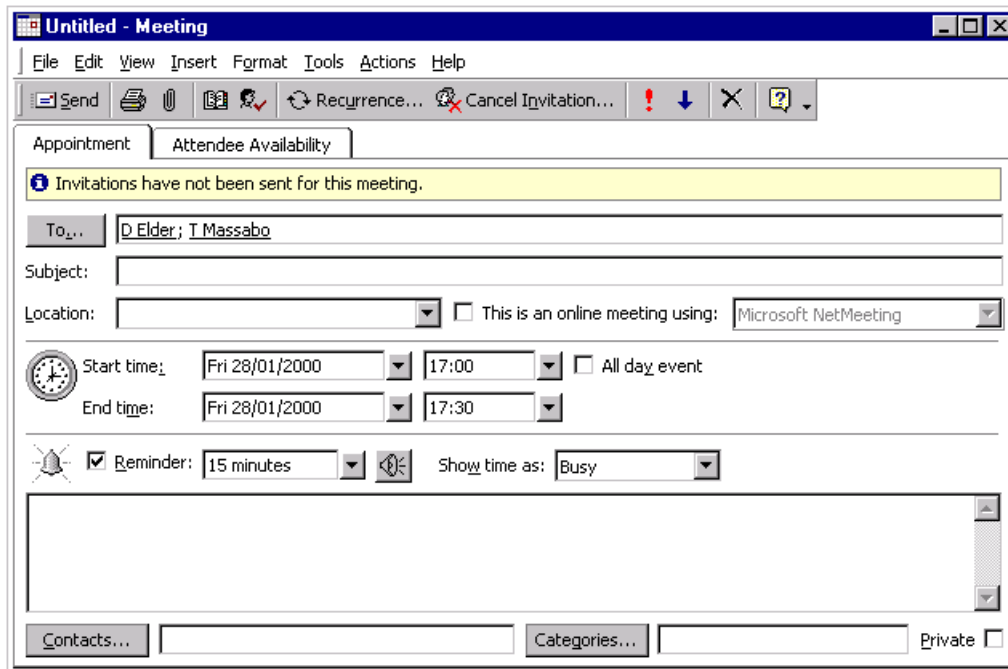 Untitled - Meeting
File Edit View Insert Format Tools Actions Help
Send Recurrence... Cancel Invitation...
Appointment Attendee Availability
Invitations have not been sent for this meeting.
To... D Elder; T Massabo
Subject:
Location: This is an online meeting using: Microsoft NetMeeting
Start time: Fri 28/01/2000 17:00 All day event
End time: Fri 28/01/2000 17:30
Reminder: 15 minutes Show time as: Busy
Contacts... Categories... Private